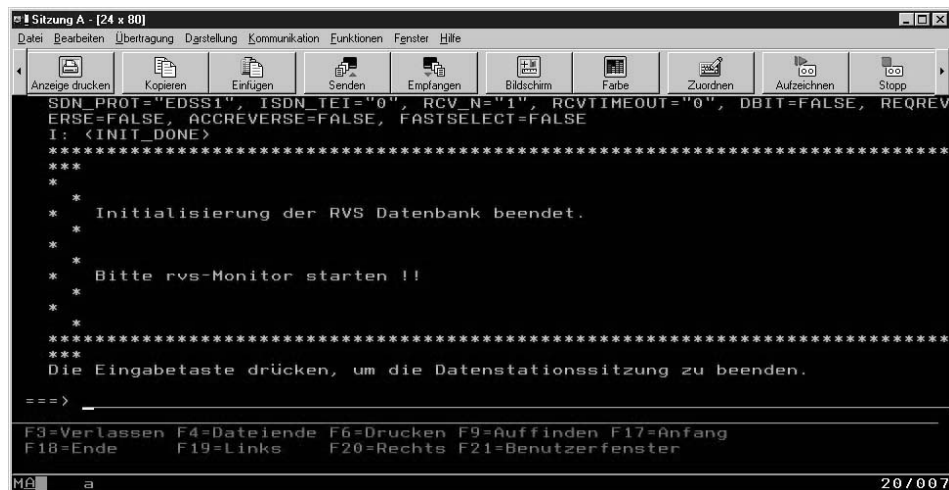 Sitzung A - [24 x 80]
Datei Bearbeiten Übertragung Darstellung Kommunikation Funktionen Fenster Hilfe
Anzeige drucken Kopieren Einfügen Senden Empfangen Bildschirm Farbe Zuordnen Aufzeichnen Stopp
SDN_PROT="EDSS1", ISDN_TEI="0", RCV_N="1", RCVTIMEOUT="0", DBIT=FALSE, REQREV
ERSE=FALSE, ACCREVERSE=FALSE, FASTSELECT=FALSE
I: <INIT_DONE>
*****************************************************************************
***
*
*
* Initialisierung der RVS Datenbank beendet.
*
*
*
* Bitte rvs-Monitor starten !!
*
*
*
*****************************************************************************
***
Die Eingabetaste drücken, um die Datenstationssitzung zu beenden.
===> _
F3=Verlassen F4=Dateiende F6=Drucken F9=Auffinden F17=Anfang
F18=Ende F19=Links F20=Rechts F21=Benutzerfenster
MA a 20/007